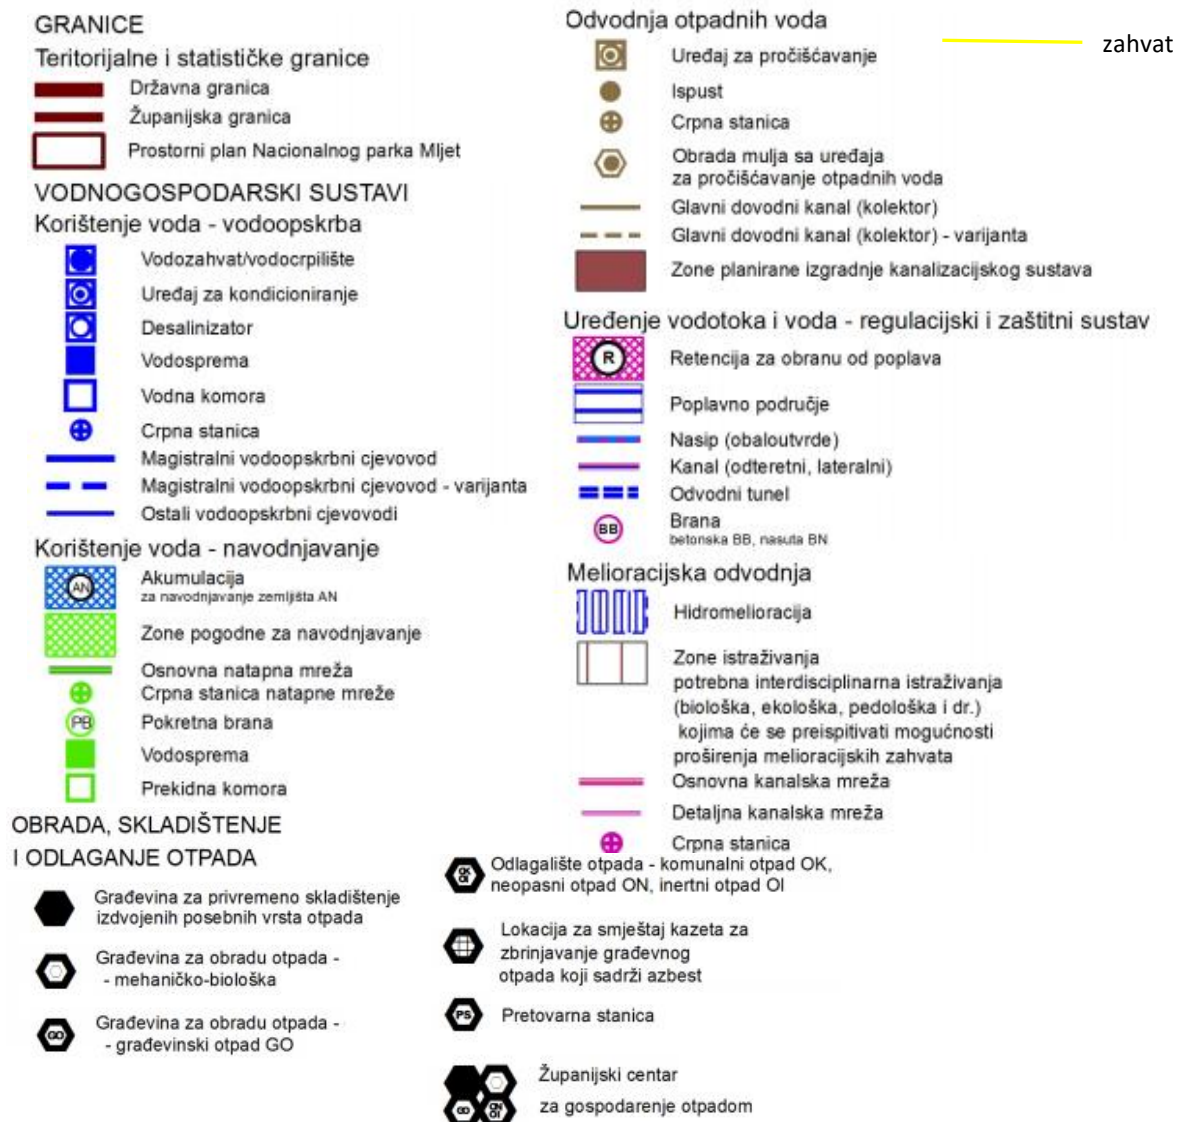 GRANICE
Teritorijalne i statističke granice
Državna granica
Županijska granica
Prostorni plan Nacionalnog parka Mljet
VODNOGOSPODARSKI SUSTAVI
Korištenje voda - vodoopskrba
Vodozahvat/vodocrpilište
Uređaj za kondicioniranje
Desalinizator
Vodosprema
Vodna komora
Crpna stanica
Magistralni vodoopskrbni cjevovod
Magistralni vodoopskrbni cjevovod - varijanta
Ostali vodoopskrbni cjevovodi
Korištenje voda - navodnjavanje
AN
Akumulacija
za navodnjavanje zemljišta AN
Zone pogodne za navodnjavanje
Osnovna natapna mreža
Crpna stanica natapne mreže
PB
Pokretna brana
Vodosprema
Prekidna komora
OBRADA, SKLADIŠTENJE
I ODLAGANJE OTPADA
Građevina za privremeno skladištenje
izdvojenih posebnih vrsta otpada
Građevina za obradu otpada -
- mehaničko-biološka
GO
Građevina za obradu otpada -
- građevinski otpad GO
Odvodnja otpadnih voda
Uređaj za pročišćavanje
Ispust
Crpna stanica
Obrada mulja sa uređaja
za pročišćavanje otpadnih voda
Glavni dovodni kanal (kolektor)
Glavni dovodni kanal (kolektor) - varijanta
Zone planirane izgradnje kanalizacijskog sustava
Uređenje vodotoka i voda - regulacijski i zaštitni sustav
R
Retencija za obranu od poplava
Poplavno područje
Nasip (obaloutvrde)
Kanal (odteretni, lateralni)
Odvodni tunel
BB
Brana
betonska BB, nasuta BN
Melioracijska odvodnja
Hidromelioracija
Zone istraživanja
potrebna interdisciplinarna istraživanja
(biološka, ekološka, pedološka i dr.)
kojima će se preispitivati mogućnosti
proširenja melioracijskih zahvata
Osnovna kanalska mreža
Detaljna kanalska mreža
Crpna stanica
OK
OI
Odlagalište otpada - komunalni otpad OK,
neopasni otpad ON, inertni otpad OI
Lokacija za smještaj kazeta za
zbrinjavanje građevnog
otpada koji sadrži azbest
PS
Pretovarna stanica
GO
ON
OI
Županijski centar
za gospodarenje otpadom
zahvat